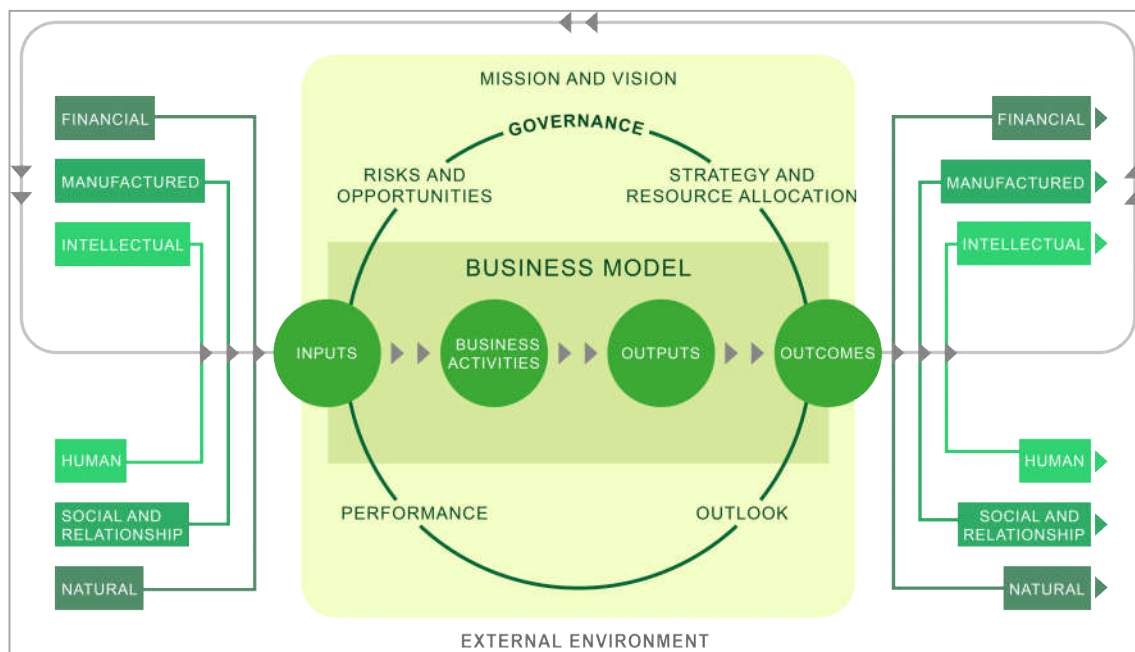 MISSION AND VISION
GOVERNANCE
RISKS AND
OPPORTUNITIES
STRATEGY AND
RESOURCE ALLOCATION
FINANCIAL
MANUFACTURED
INTELLECTUAL
HUMAN
SOCIAL AND
RELATIONSHIP
NATURAL
BUSINESS MODEL
INPUTS
BUSINESS
ACTIVITIES
OUTPUTS
OUTCOMES
PERFORMANCE
OUTLOOK
FINANCIAL
MANUFACTURED
INTELLECTUAL
HUMAN
SOCIAL AND
RELATIONSHIP
NATURAL
EXTERNAL ENVIRONMENT